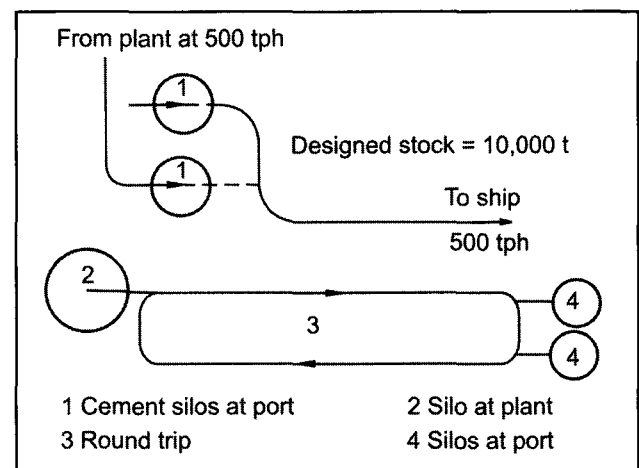 From plant at 500 tph
1
Designed stock = 10,000 t
1
To ship
500 tph
2
3
4
4
1 Cement silos at port 2 Silo at plant
3 Round trip 4 Silos at port